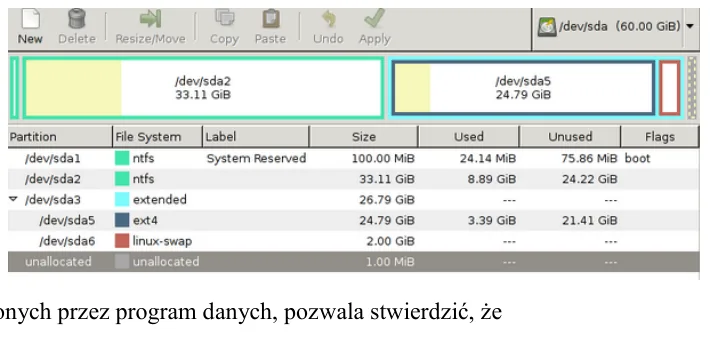 New Delete Resize/Move Copy Paste Undo Apply /dev/sda (60.00 GiB)
/dev/sda2 /dev/sda5
33.11 GiB 24.79 GiB
Partition File System Label Size Used Unused Flags
/dev/sda1 ntfs System Reserved 100.00 MiB 24.14 MiB 75.86 MiB boot
/dev/sda2 ntfs 33.11 GiB 8.89 GiB 24.22 GiB
/dev/sda3 extended 26.79 GiB --- ---
/dev/sda5 ext4 24.79 GiB 3.39 GiB 21.41 GiB
/dev/sda6 linux-swap 2.00 GiB --- ---
unallocated unallocated 1.00 MiB --- ---
onych przez program danych, pozwala stwierdzić, że